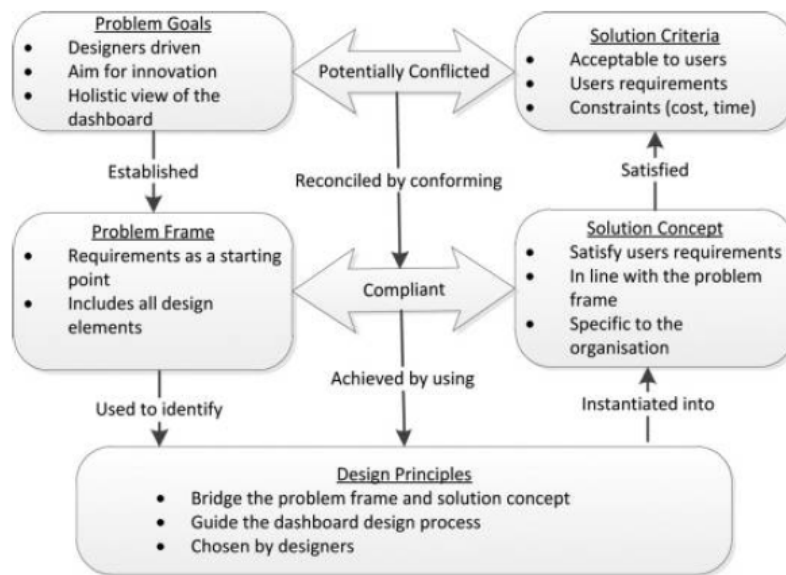 Problem Goals
• Designers driven
• Aim for innovation
• Holistic view of the
dashboard
Potentially Conflicted
Solution Criteria
• Acceptable to users
• Users requirements
• Constraints (cost, time)
Established
Reconciled by conforming
Satisfied
Problem Frame
• Requirements as a starting
point
• Includes all design
elements
Compliant
Solution Concept
• Satisfy users requirements
• In line with the problem
frame
• Specific to the
organisation
Used to identify
Achieved by using
Instantiated into
Design Principles
• Bridge the problem frame and solution concept
• Guide the dashboard design process
• Chosen by designers